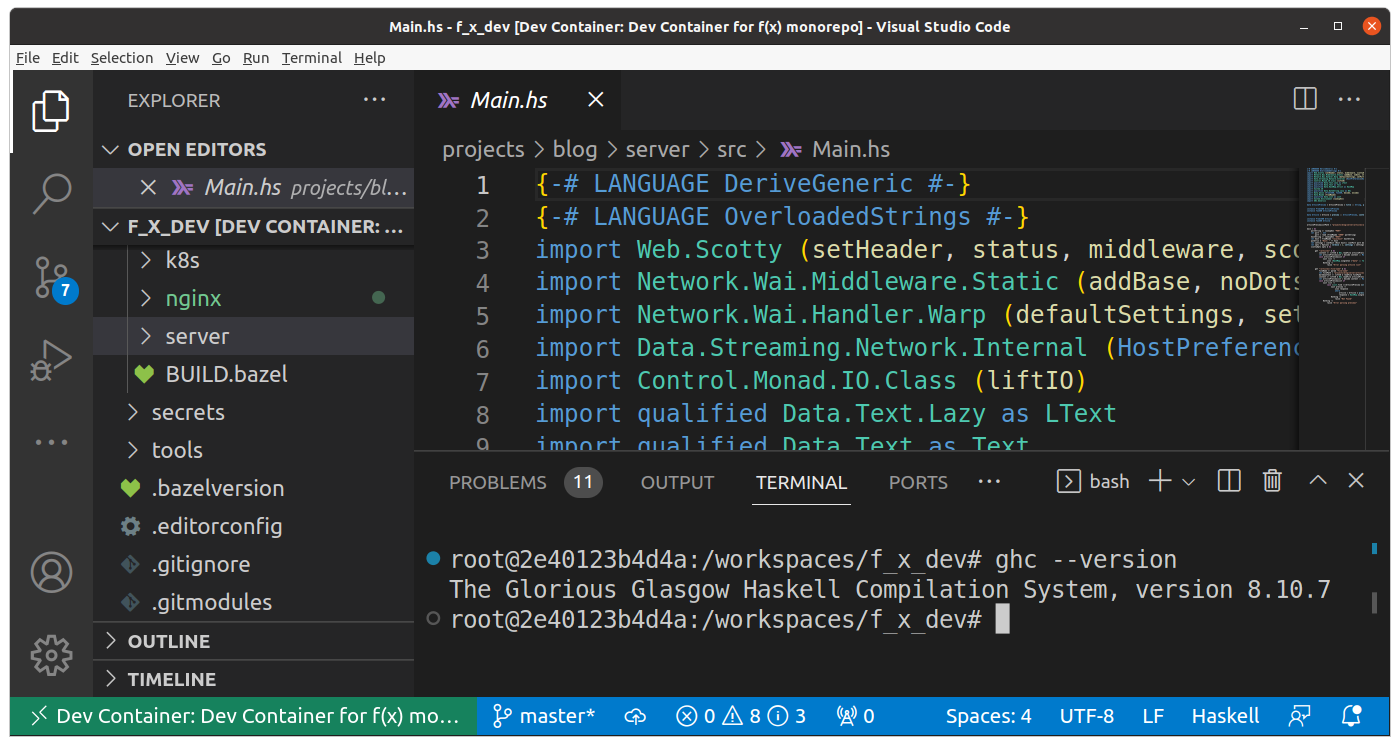 Main.hs - f_x_dev [Dev Container: Dev Container for f(x) monorepo] - Visual Studio Code
File Edit Selection View Go Run Terminal Help
EXPLORER
OPEN EDITORS
Main.hs projects/bl...
F_X_DEV [DEV CONTAINER: ...
k8s
nginx
server
BUILD.bazel
secrets
tools
.bazelversion
.editorconfig
.gitignore
.gitmodules
OUTLINE
TIMELINE
7
Main.hs
projects > blog > server > src > Main.hs
1 {-# LANGUAGE DeriveGeneric #-}
2 {-# LANGUAGE OverloadedStrings #-}
3 import Web.Scotty (setHeader, status, middleware, sco
4 import Network.Wai.Middleware.Static (addBase, noDots
5 import Network.Wai.Handler.Warp (defaultSettings, set
6 import Data.Streaming.Network.Internal (HostPreferenc
7 import Control.Monad.IO.Class (liftIO)
8 import qualified Data.Text.Lazy as LText
9 import qualified Data.Text as Text
PROBLEMS 11 OUTPUT TERMINAL PORTS ... bash
root@2e40123b4d4a:/workspaces/f_x_dev# ghc --version
The Glorious Glasgow Haskell Compilation System, version 8.10.7
root@2e40123b4d4a:/workspaces/f_x_dev#
Dev Container: Dev Container for f(x) mo... master* 0 8 3 0 Spaces: 4 UTF-8 LF Haskell